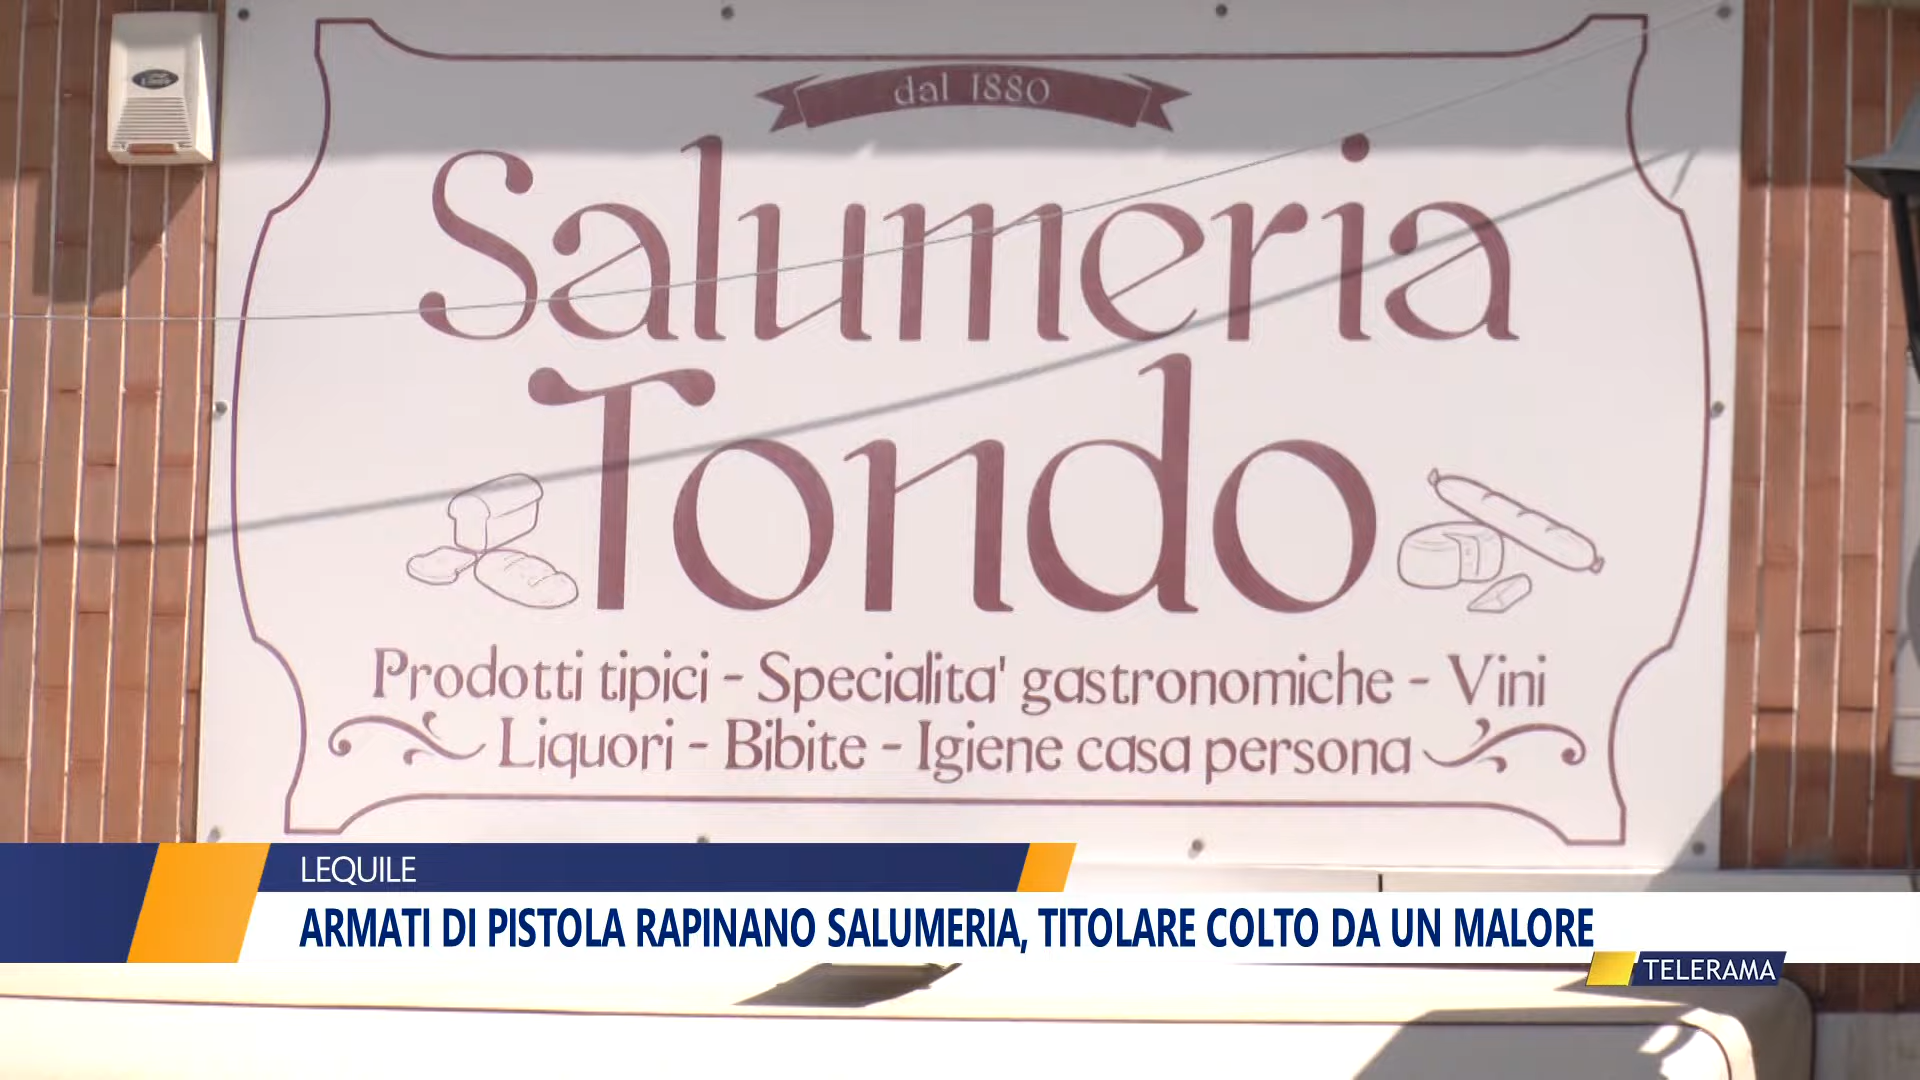 dal 1880
Salumeria
Tondo
Prodotti tipici - Specialita' gastronomiche - Vini
Liquori - Bibite - Igiene casa persona
LEQUILE
ARMATI DI PISTOLA RAPINANO SALUMERIA, TITOLARE COLTO DA UN MALORE
TELERAMA